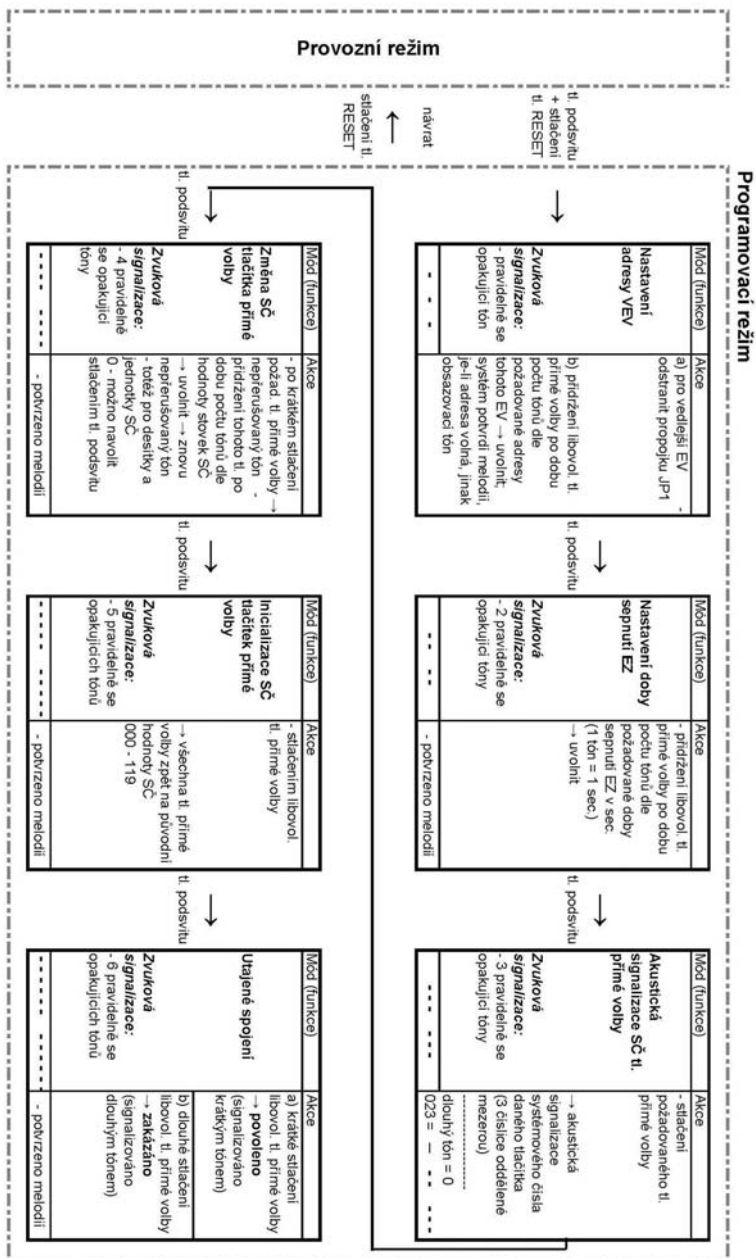 Programovací režim
Provozní režim
tl. podsvitu
+ stlačení
tl. RESET
návrat
stlačení tl.
RESET
Mód (funkce)
Akce
Nastavení
adresy VEV
Zvuková
signalizace:
- pravidelně se
opakující tón
- - -
a) pro vedlejší EV -
odstranit propojku JP1
b) přidržení libovol. tl.
přímé volby po dobu
počtu tónů dle
požadované adresy
tohoto EV → uvolnit;
systém potvrdí melodií,
je-li adresa volná, jinak
obsazovací tón
tl. podsvitu
Mód (funkce)
Akce
Nastavení doby
sepnutí EZ
Zvuková
signalizace:
- 2 pravidelně se
opakující tóny
-- -- --
- přidržení libovol. tl.
přímé volby po dobu
počtu tónů dle
požadované doby
sepnutí EZ v sec.
(1 tón = 1 sec.)
→ uvolnit
- potvrzeno melodií
tl. podsvitu
Mód (funkce)
Akce
Akustická
signalizace SČ tl.
přímé volby
Zvuková
signalizace:
- 3 pravidelně se
opakující tóny
--- ---
- stlačení
požadovaného tl.
přímé volby
→ akustická
signalizace
systémového čísla
daného tlačítka
(3 číslice oddělené
mezerou)
dlouhý tón = 0
023 = — -- ---
tl. podsvitu
Mód (funkce)
Akce
Změna SČ
tlačítka přímé
volby
Zvuková
signalizace:
- 4 pravidelně
se opakující
tóny
---- ----
- po krátkém stlačení
požad. tl. přímé volby →
nepřerušovaný tón -
přidržení tohoto tl. po
dobu počtu tónů dle
hodnoty stovek SČ
→ uvolnit → znovu
nepřerušovaný tón
- totéž pro desítky a
jednotky SČ
0 - možno navolit
stlačením tl. podsvitu
- potvrzeno melodií
tl. podsvitu
Mód (funkce)
Akce
Inicializace SČ
tlačítek přímé
volby
Zvuková
signalizace:
- 5 pravidelně se
opakujících tónů
----- -----
- stlačením libovol.
tl. přímé volby
→ všechna tl. přímé
volby zpět na původní
hodnoty SČ
000 - 119
- potvrzeno melodií
tl. podsvitu
Mód (funkce)
Akce
Utajené spojení
Zvuková
signalizace:
- 6 pravidelně se
opakujících tónů
------ ------
a) krátké stlačení
libovol. tl. přímé volby
→ povoleno
(signalizováno
krátkým tónem)
b) dlouhé stlačení
libovol. tl. přímé volby
→ zakázáno
(signalizováno
dlouhým tónem)
- potvrzeno melodií